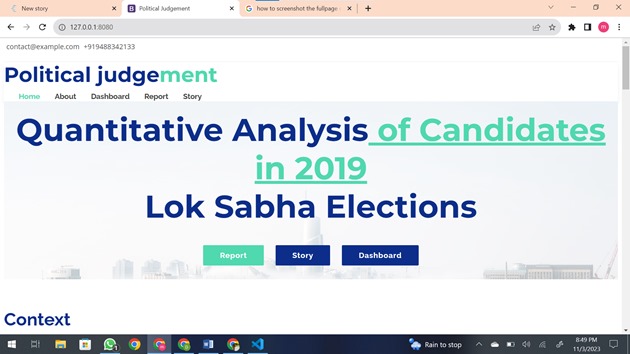 New story
Political Judgement
how to screenshot the fullpage
127.0.0.1:8080
contact@example.com +919488342133
Political judgement
Home About Dashboard Report Story
Quantitative Analysis of Candidates
in 2019
Lok Sabha Elections
Report Story Dashboard
Context
Rain to stop
8:49 PM
11/3/2023